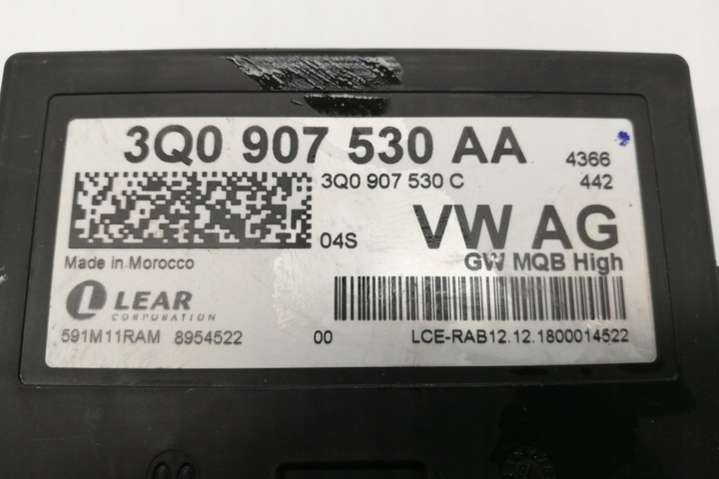 3Q0 907 530 AA 4366
3Q0 907 530 C 442
04S VW AG
Made in Morocco GW MQB High
LEAR
CORPORATION
591M11RAM 8954522 00 LCE-RAB12.12.1800014522